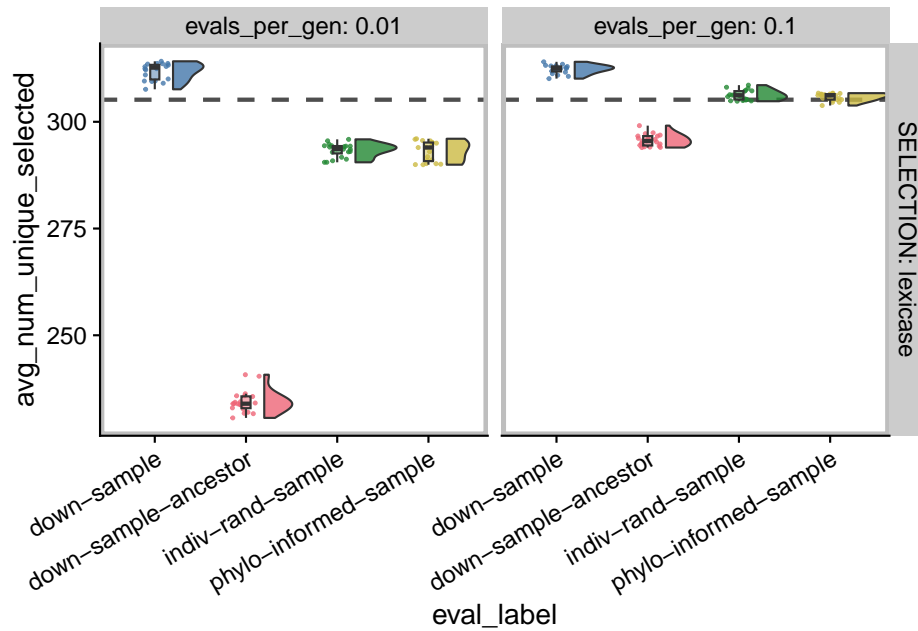 evals_per_gen: 0.01
evals_per_gen: 0.1
avg_num_unique_selected
300
275
250
SELECTION: lexicase
down−sample
down−sample−ancestor
indiv−rand−sample
phylo−informed−sample
down−sample
down−sample−ancestor
indiv−rand−sample
phylo−informed−sample
eval_label